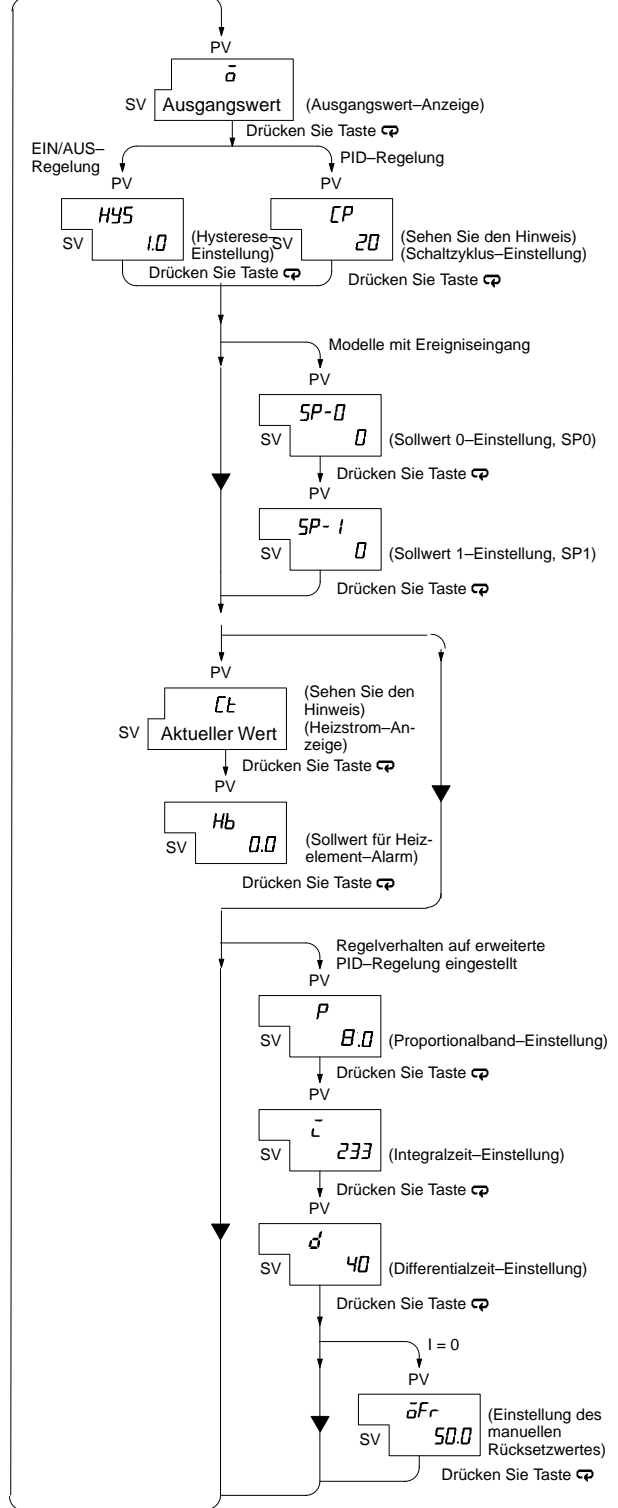 PV
ō
SV Ausgangswert (Ausgangswert–Anzeige)
Drücken Sie Taste
EIN/AUS–
Regelung
PID–Regelung
PV
HYS
SV 1.0
(Hysterese–
Einstellung)
Drücken Sie Taste
PV
CP
SV 20
(Sehen Sie den Hinweis)
(Schaltzyklus–Einstellung)
Drücken Sie Taste
Modelle mit Ereigniseingang
PV
SP-0
SV 0 (Sollwert 0–Einstellung, SP0)
Drücken Sie Taste
PV
SP-1
SV 0 (Sollwert 1–Einstellung, SP1)
Drücken Sie Taste
PV
Ct
SV Aktueller Wert
(Sehen Sie den
Hinweis)
(Heizstrom–An-
zeige)
Drücken Sie Taste
PV
Hb
SV 0.0
(Sollwert für Heiz-
element–Alarm)
Drücken Sie Taste
Regelverhalten auf erweiterte
PID–Regelung eingestellt
PV
P
SV 8.0 (Proportionalband–Einstellung)
Drücken Sie Taste
PV
ī
SV 233 (Integralzeit–Einstellung)
Drücken Sie Taste
PV
d
SV 40 (Differentialzeit–Einstellung)
Drücken Sie Taste
I = 0
PV
ōFr
SV 50.0
(Einstellung des
manuellen
Rücksetzwertes)
Drücken Sie Taste